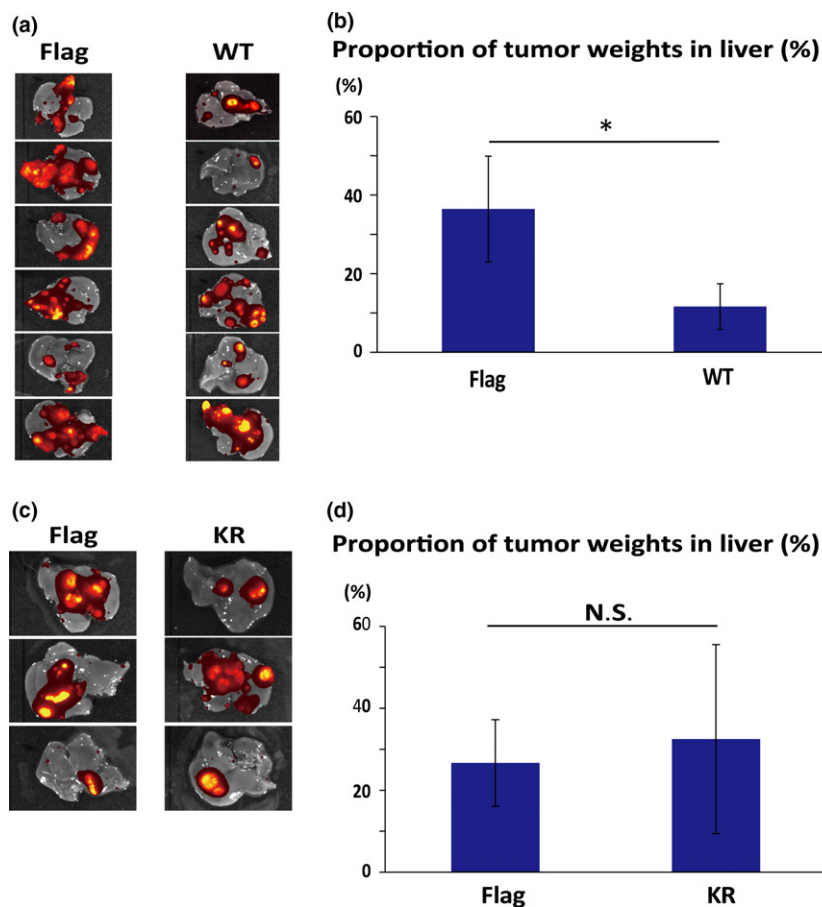 (a)
Flag WT
(b)
Proportion of tumor weights in liver (%)
(%)
60
*
40
20
0
Flag WT
(c)
Flag KR
(d)
Proportion of tumor weights in liver (%)
(%)
60
N.S.
40
20
0
Flag KR